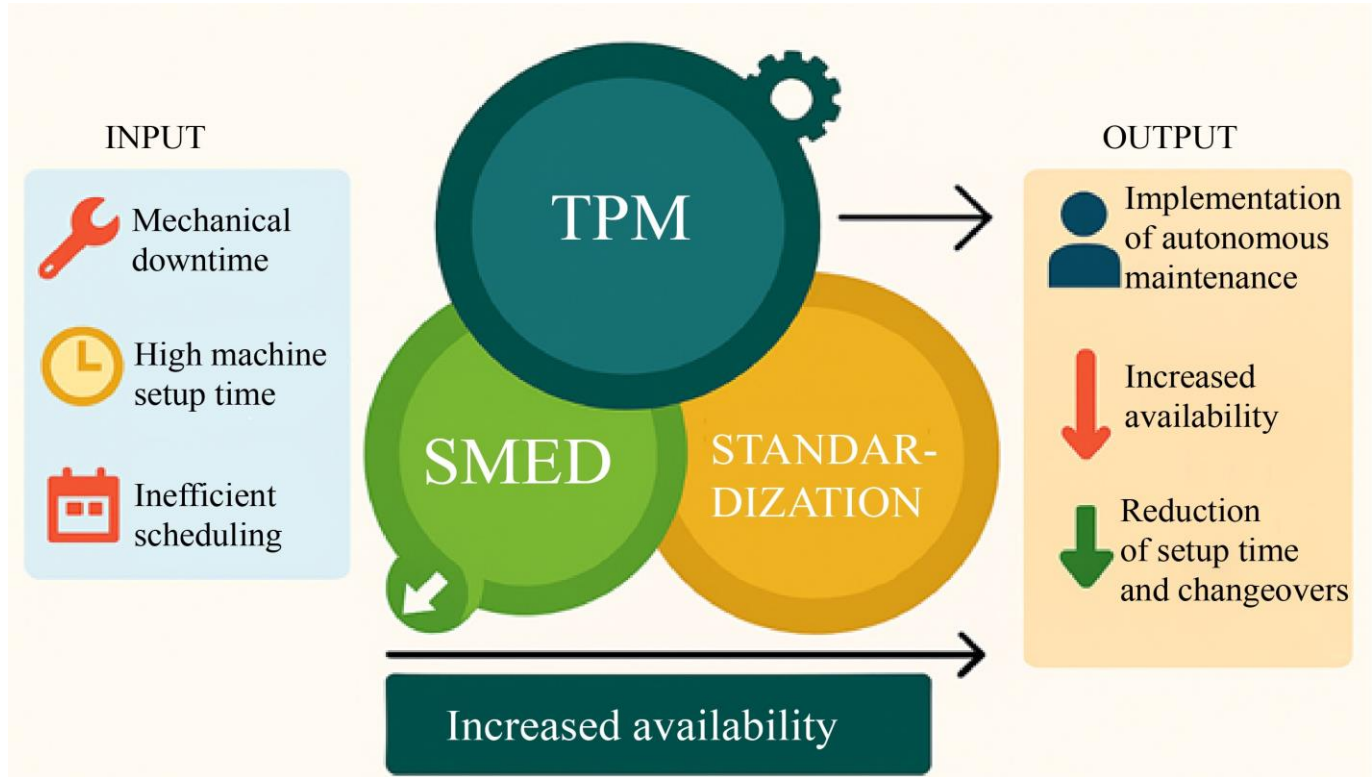 INPUT
Mechanical
downtime
High machine
setup time
Inefficient
scheduling
TPM
SMED
STANDAR-
DIZATION
Increased availability
OUTPUT
Implementation
of autonomous
maintenance
Increased
availability
Reduction
of setup time
and changeovers